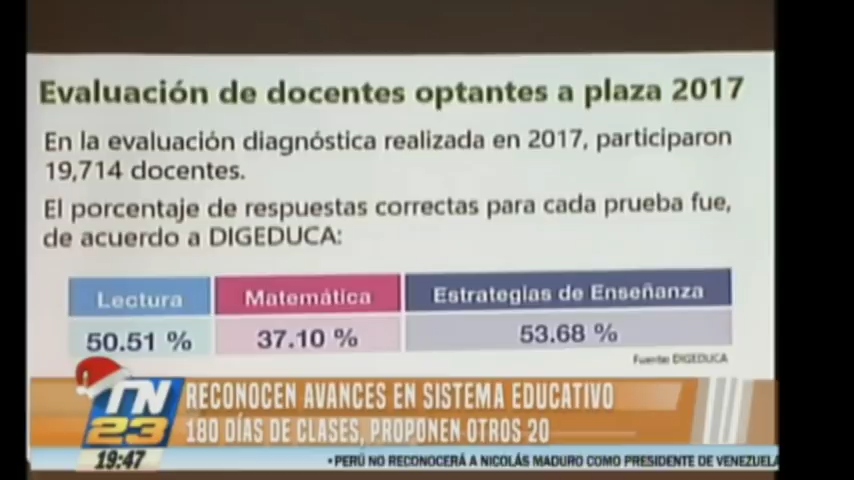 Evaluación de docentes optantes a plaza 2017
En la evaluación diagnóstica realizada en 2017, participaron
19,714 docentes.
El porcentaje de respuestas correctas para cada prueba fue,
de acuerdo a DIGEDUCA:
Lectura Matemática Estrategias de Enseñanza
50.51 % 37.10 % 53.68 %
Fuente: DIGEDUCA
RECONOCEN AVANCES EN SISTEMA EDUCATIVO
180 DÍAS DE CLASES, PROPONEN OTROS 20
TN
23
19:47
•PERÚ NO RECONOCERÁ A NICOLÁS MADURO COMO PRESIDENTE DE VENEZUELA